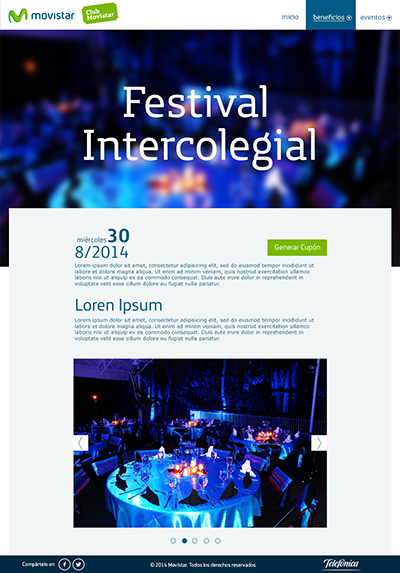 movistar
Club
Movistar
inicio
beneficios
eventos
Festival
Intercolegial
miércoles 30
8/2014
Generar Cupón
Lorem ipsum dolor sit amet, consectetur adipisicing elit, sed do eiusmod tempor incididunt ut
labore et dolore magna aliqua. Ut enim ad minim veniam, quis nostrud exercitation ullamco
laboris nisi ut aliquip ex ea commodo consequat. Duis aute irure dolor in reprehenderit in
voluptate velit esse cillum dolore eu fugiat nulla pariatur.
Loren Ipsum
Lorem ipsum dolor sit amet, consectetur adipisicing elit, sed do eiusmod tempor incididunt ut
labore et dolore magna aliqua. Ut enim ad minim veniam, quis nostrud exercitation ullamco
laboris nisi ut aliquip ex ea commodo consequat. Duis aute irure dolor in reprehenderit in
voluptate velit esse cillum dolore eu fugiat nulla pariatur.
Compártelo en
© 2014 Movistar. Todos los derechos reservados.
Telefónica